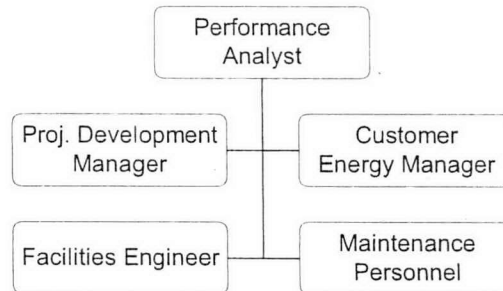 Performance
Analyst
Proj. Development
Manager
Customer
Energy Manager
Facilities Engineer
Maintenance
Personnel